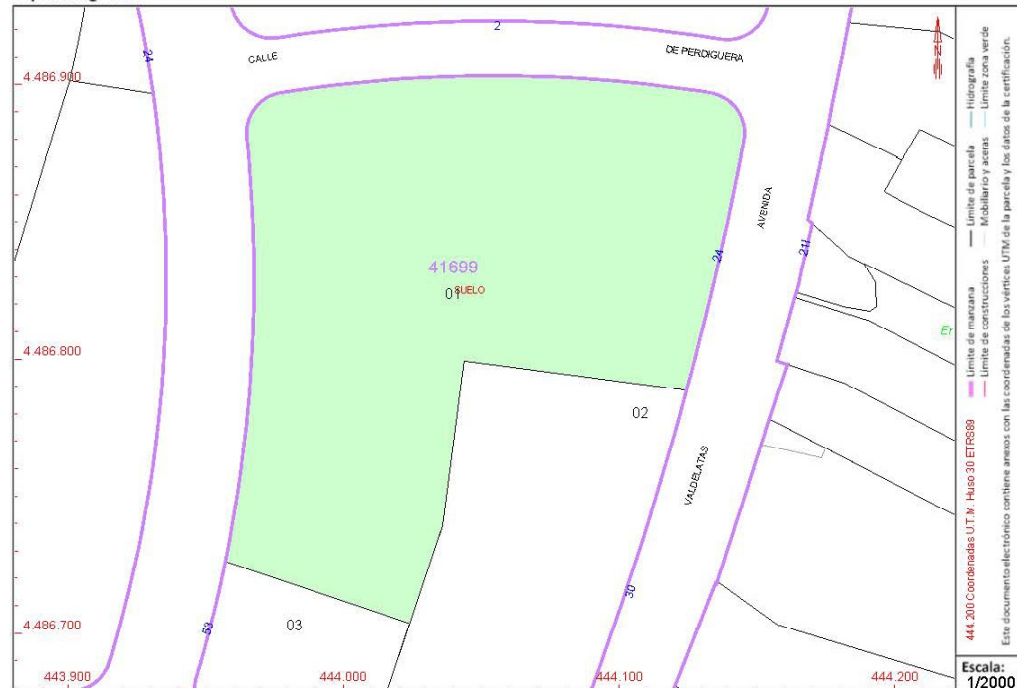 24
2
CALLE
DE PERDIGUERA
4.486.900
AVENIDA
24
21I
41699
01
SUELO
Er
4.486.800
02
VALDELATAS
30
4.486.700
03
53
443.900
444.000
444.100
444.200
444.200 Coordenadas U.T.M. Huso 30 ETRS89
Límite de manzana
Límite de parcela
Hidrografía
Límite de construcciones
Mobiliario y aceras
Límite zona verde
Este documento electrónico contiene anexos con las coordenadas de los vértices UTM de la parcela y los datos de la certificación.
Escala:
1/2000